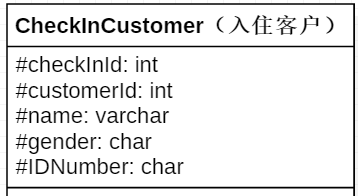 CheckInCustomer（入住客户）
#checkInId: int
#customerId: int
#name: varchar
#gender: char
#IDNumber: char